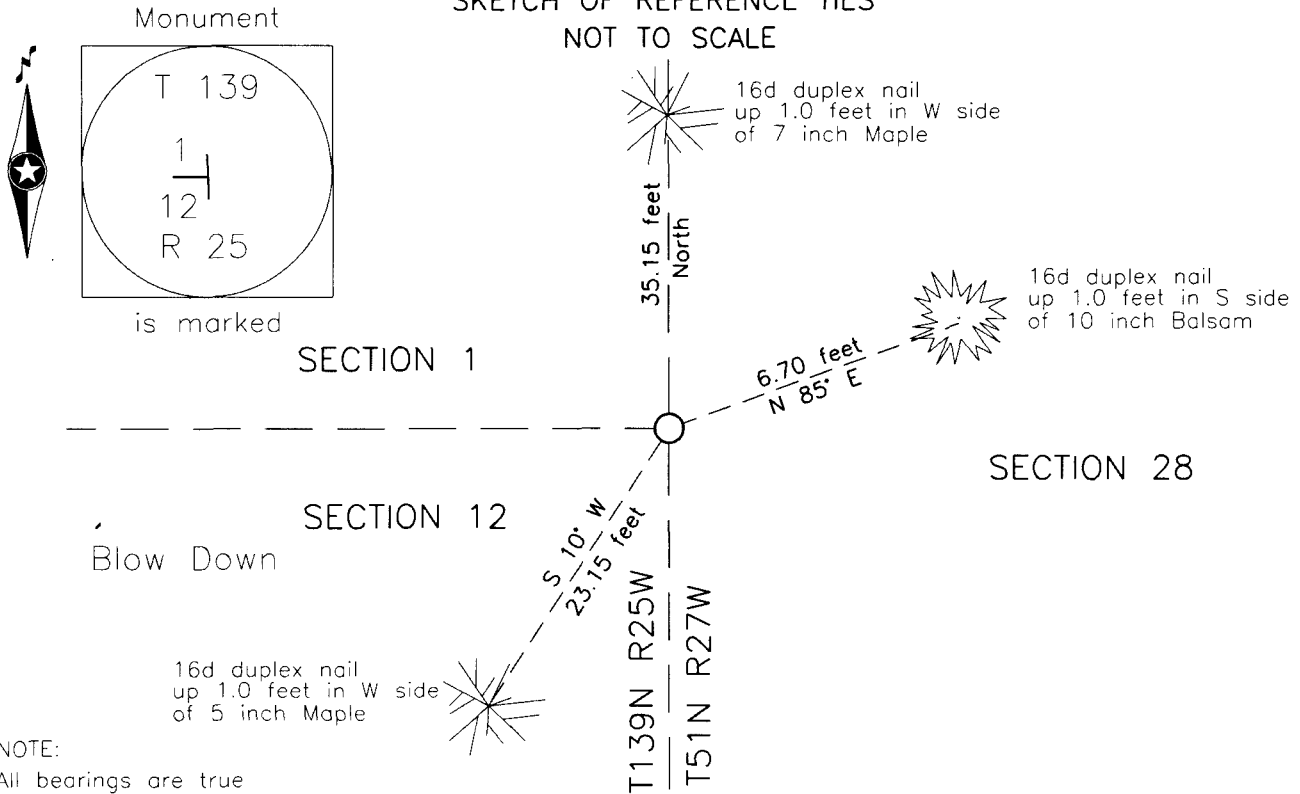 SKETCH OF REFERENCE TIES
NOT TO SCALE
Monument
N
T 139
1
12
R 25
is marked
16d duplex nail
up 1.0 feet in W side
of 7 inch Maple
35.15 feet
North
16d duplex nail
up 1.0 feet in S side
of 10 inch Balsam
6.70 feet
N 85° E
SECTION 1
SECTION 28
SECTION 12
Blow Down
S 10° W
23.15 feet
16d duplex nail
up 1.0 feet in W side
of 5 inch Maple
T139N R25W
T51N R27W
NOTE:
All bearings are true